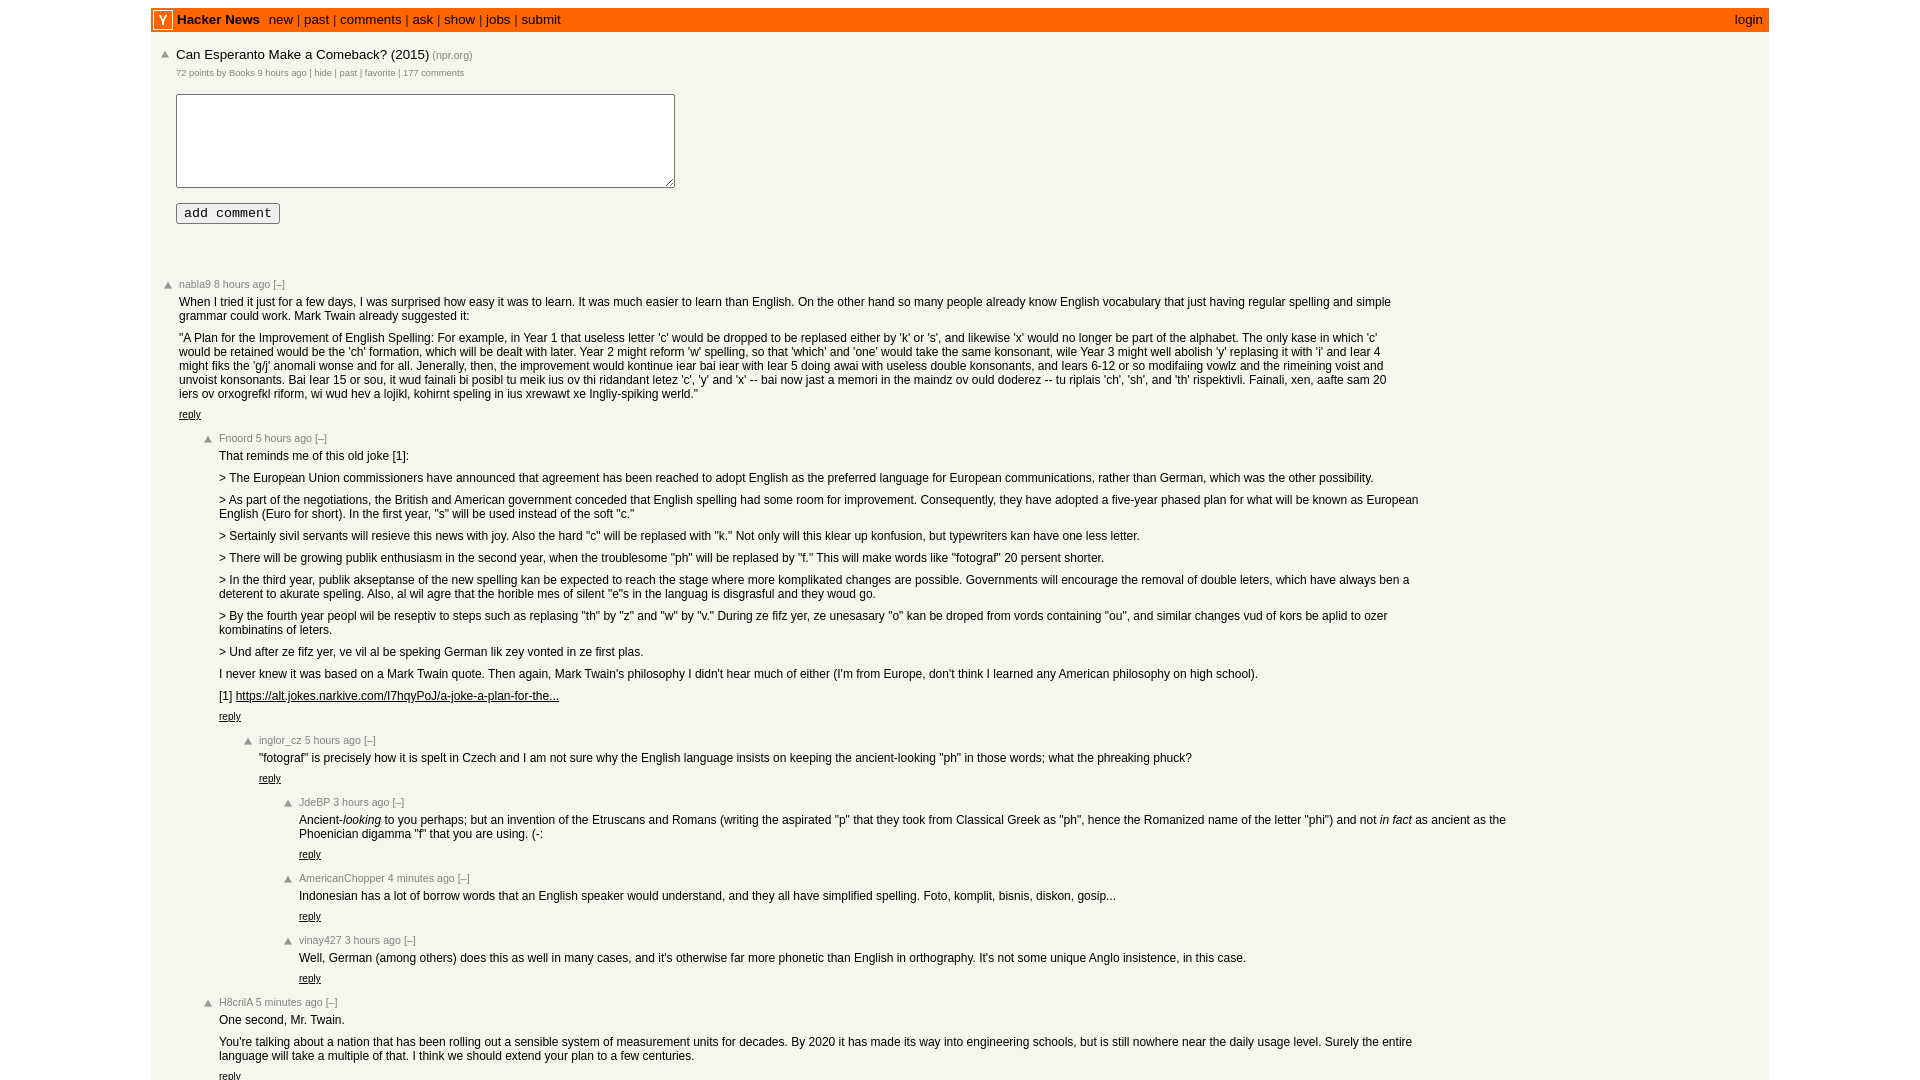 Y Hacker News new | past | comments | ask | show | jobs | submit login
Can Esperanto Make a Comeback? (2015) (npr.org)
72 points by Books 9 hours ago | hide | past | favorite | 177 comments
add comment
nabla9 8 hours ago [–]
When I tried it just for a few days, I was surprised how easy it was to learn. It was much easier to learn than English. On the other hand so many people already know English vocabulary that just having regular spelling and simple
grammar could work. Mark Twain already suggested it:
"A Plan for the Improvement of English Spelling: For example, in Year 1 that useless letter 'c' would be dropped to be replased either by 'k' or 's', and likewise 'x' would no longer be part of the alphabet. The only kase in which 'c'
would be retained would be the 'ch' formation, which will be dealt with later. Year 2 might reform 'w' spelling, so that 'which' and 'one' would take the same konsonant, wile Year 3 might well abolish 'y' replasing it with 'i' and Iear 4
might fiks the 'g/j' anomali wonse and for all. Jenerally, then, the improvement would kontinue iear bai iear with Iear 5 doing awai with useless double konsonants, and Iears 6-12 or so modifaiing vowlz and the rimeining voist and
unvoist konsonants. Bai Iear 15 or sou, it wud fainali bi posibl tu meik ius ov thi ridandant letez 'c', 'y' and 'x' -- bai now jast a memori in the maindz ov ould doderez -- tu riplais 'ch', 'sh', and 'th' rispektivli. Fainali, xen, aafte sam 20
iers ov orxogrefkl riform, wi wud hev a lojikl, kohirnt speling in ius xrewawt xe Ingliy-spiking werld."
reply
Fnoord 5 hours ago [–]
That reminds me of this old joke [1]:
> The European Union commissioners have announced that agreement has been reached to adopt English as the preferred language for European communications, rather than German, which was the other possibility.
> As part of the negotiations, the British and American government conceded that English spelling had some room for improvement. Consequently, they have adopted a five-year phased plan for what will be known as European
English (Euro for short). In the first year, "s" will be used instead of the soft "c."
> Sertainly sivil servants will resieve this news with joy. Also the hard "c" will be replased with "k." Not only will this klear up konfusion, but typewriters kan have one less letter.
> There will be growing publik enthusiasm in the second year, when the troublesome "ph" will be replased by "f." This will make words like "fotograf" 20 persent shorter.
> In the third year, publik akseptanse of the new spelling kan be expected to reach the stage where more komplikated changes are possible. Governments will encourage the removal of double leters, which have always ben a
deterent to akurate speling. Also, al wil agre that the horible mes of silent "e"s in the languag is disgrasful and they woud go.
> By the fourth year peopl wil be reseptiv to steps such as replasing "th" by "z" and "w" by "v." During ze fifz yer, ze unesasary "o" kan be droped from vords containing "ou", and similar changes vud of kors be aplid to ozer
kombinatins of leters.
> Und after ze fifz yer, ve vil al be speking German lik zey vonted in ze first plas.
I never knew it was based on a Mark Twain quote. Then again, Mark Twain's philosophy I didn't hear much of either (I'm from Europe, don't think I learned any American philosophy on high school).
[1] https://alt.jokes.narkive.com/I7hqyPoJ/a-joke-a-plan-for-the...
reply
inglor_cz 5 hours ago [–]
"fotograf" is precisely how it is spelt in Czech and I am not sure why the English language insists on keeping the ancient-looking "ph" in those words; what the phreaking phuck?
reply
JdeBP 3 hours ago [–]
Ancient-looking to you perhaps; but an invention of the Etruscans and Romans (writing the aspirated "p" that they took from Classical Greek as "ph", hence the Romanized name of the letter "phi") and not in fact as ancient as the
Phoenician digamma "f" that you are using. (-:
reply
AmericanChopper 4 minutes ago [–]
Indonesian has a lot of borrow words that an English speaker would understand, and they all have simplified spelling. Foto, komplit, bisnis, diskon, gosip...
reply
vinay427 3 hours ago [–]
Well, German (among others) does this as well in many cases, and it's otherwise far more phonetic than English in orthography. It's not some unique Anglo insistence, in this case.
reply
H8crilA 5 minutes ago [–]
One second, Mr. Twain.
You're talking about a nation that has been rolling out a sensible system of measurement units for decades. By 2020 it has made its way into engineering schools, but is still nowhere near the daily usage level. Surely the entire
language will take a multiple of that. I think we should extend your plan to a few centuries.
reply